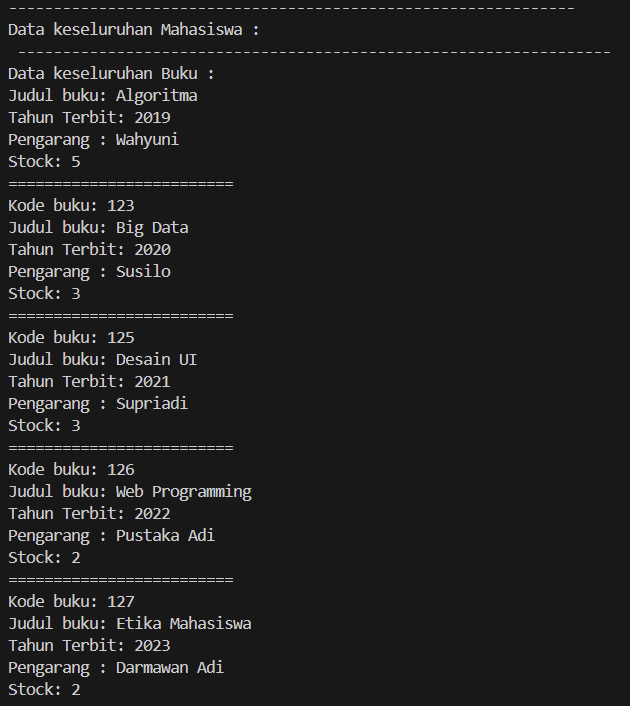 ---------------------------------------------------------------
Data keseluruhan Mahasiswa :
------------------------------------------------------------------
Data keseluruhan Buku :
Judul buku: Algoritma
Tahun Terbit: 2019
Pengarang : Wahyuni
Stock: 5
=========================
Kode buku: 123
Judul buku: Big Data
Tahun Terbit: 2020
Pengarang : Susilo
Stock: 3
=========================
Kode buku: 125
Judul buku: Desain UI
Tahun Terbit: 2021
Pengarang : Supriadi
Stock: 3
=========================
Kode buku: 126
Judul buku: Web Programming
Tahun Terbit: 2022
Pengarang : Pustaka Adi
Stock: 2
=========================
Kode buku: 127
Judul buku: Etika Mahasiswa
Tahun Terbit: 2023
Pengarang : Darmawan Adi
Stock: 2